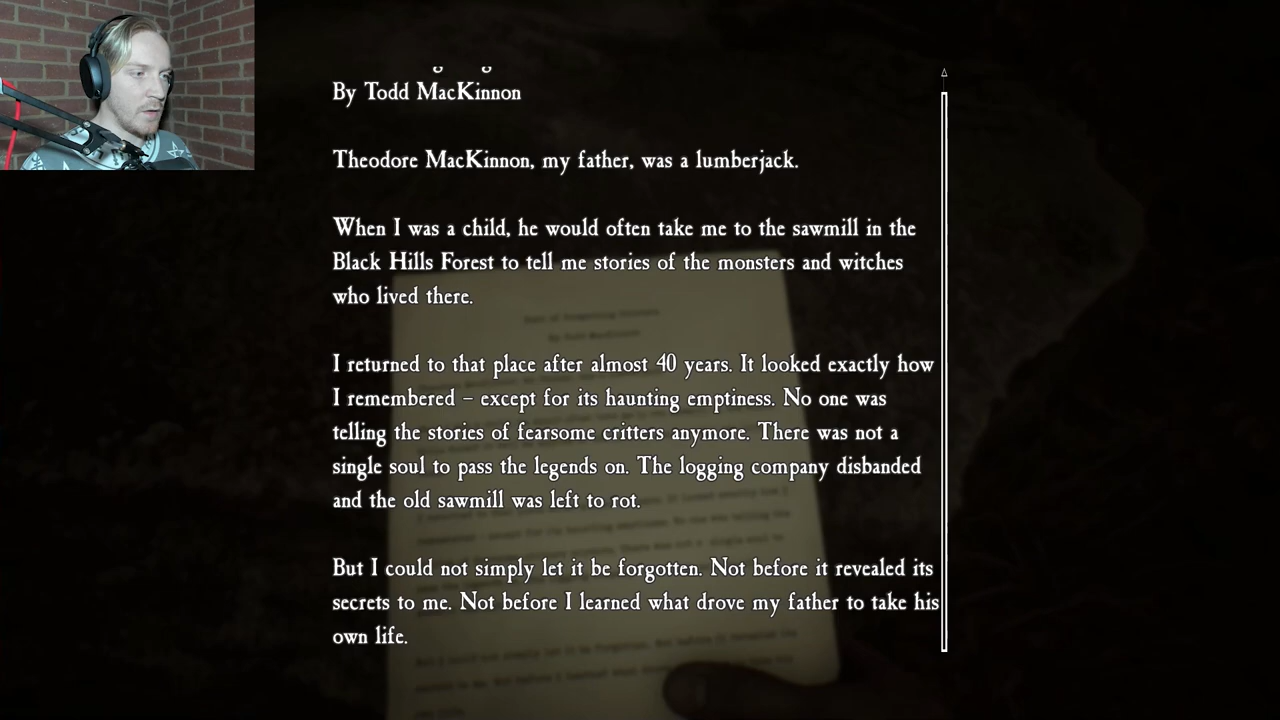 By Todd MacKinnon
Theodore MacKinnon, my father, was a lumberjack.
When I was a child, he would often take me to the sawmill in the
Black Hills Forest to tell me stories of the monsters and witches
who lived there.
I returned to that place after almost 40 years. It looked exactly how
I remembered – except for its haunting emptiness. No one was
telling the stories of fearsome critters anymore. There was not a
single soul to pass the legends on. The logging company disbanded
and the old sawmill was left to rot.
But I could not simply let it be forgotten. Not before it revealed its
secrets to me. Not before I learned what drove my father to take his
own life.